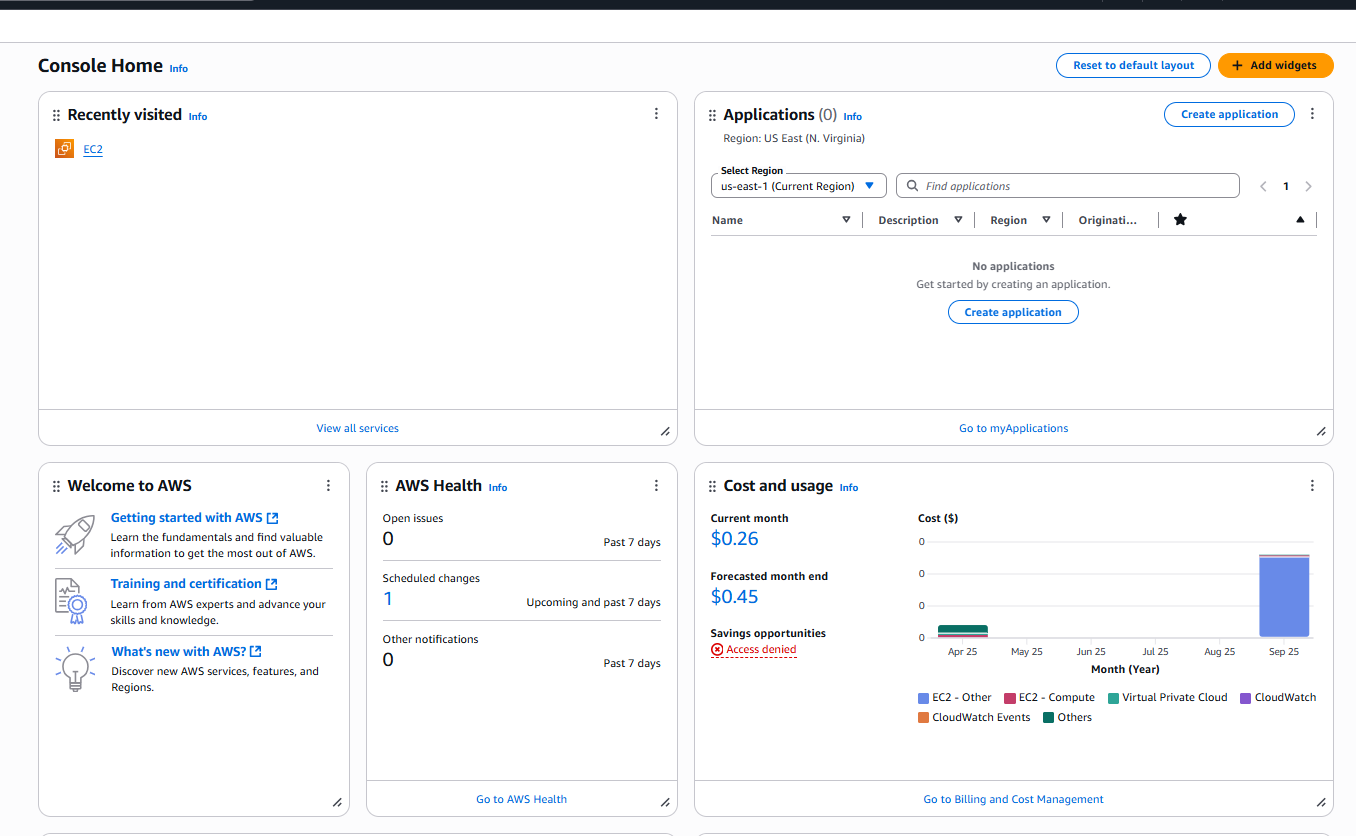 Console Home Info
Reset to default layout
+ Add widgets
Recently visited Info
EC2
View all services
Applications (0) Info
Create application
Region: US East (N. Virginia)
Select Region
us-east-1 (Current Region)
Find applications
1
Name
Description
Region
Originati...
No applications
Get started by creating an application.
Create application
Go to myApplications
Welcome to AWS
Getting started with AWS
Learn the fundamentals and find valuable
information to get the most out of AWS.
Training and certification
Learn from AWS experts and advance your
skills and knowledge.
What's new with AWS?
Discover new AWS services, features, and
Regions.
AWS Health Info
Open issues
0
Past 7 days
Scheduled changes
1
Upcoming and past 7 days
Other notifications
0
Past 7 days
Go to AWS Health
Cost and usage Info
Current month
$0.26
Forecasted month end
$0.45
Savings opportunities
Access denied
Cost ($)
0
0
0
0
Apr 25 May 25 Jun 25 Jul 25 Aug 25 Sep 25
Month (Year)
EC2 - Other EC2 - Compute Virtual Private Cloud CloudWatch
CloudWatch Events Others
Go to Billing and Cost Management